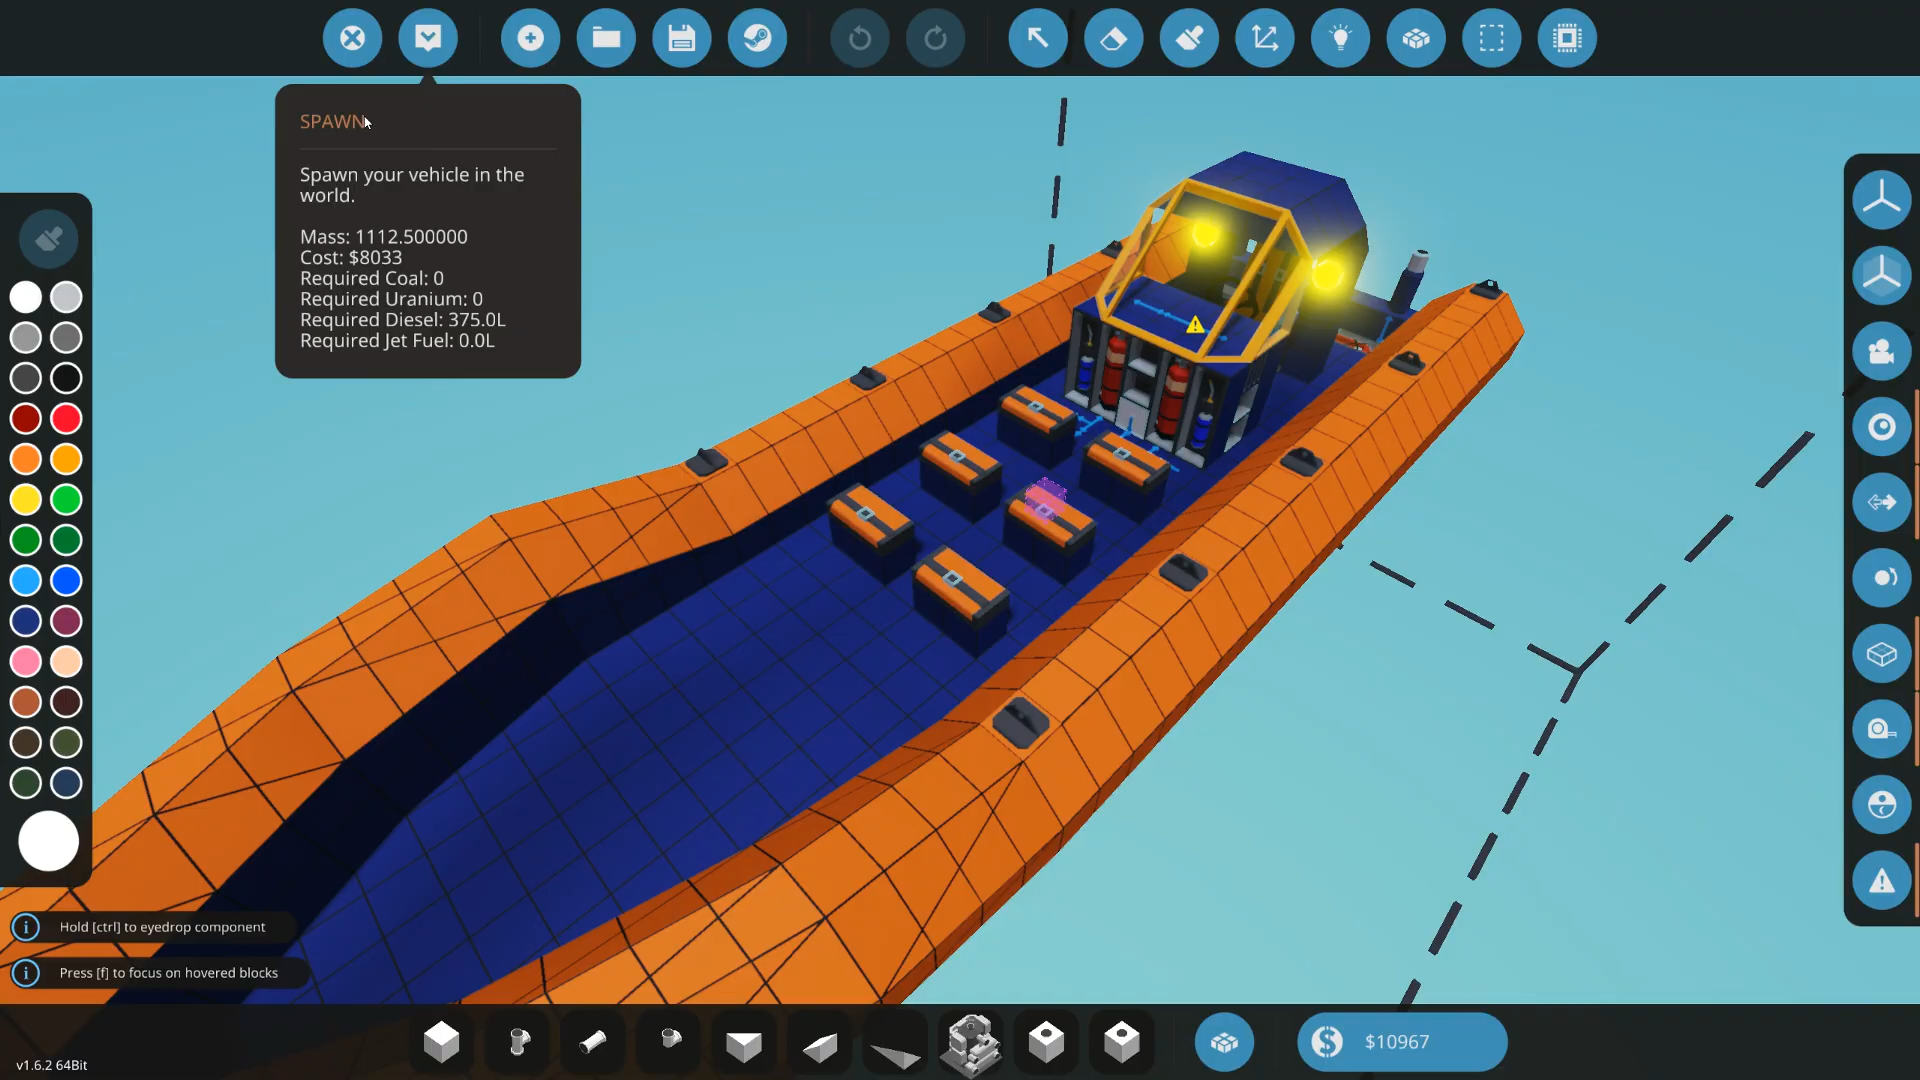 SPAWN
Spawn your vehicle in the
world.
Mass: 1112.500000
Cost: $8033
Required Coal: 0
Required Uranium: 0
Required Diesel: 375.0L
Required Jet Fuel: 0.0L
Hold [ctrl] to eyedrop component
Press [f] to focus on hovered blocks
$10967
v1.6.2 64Bit